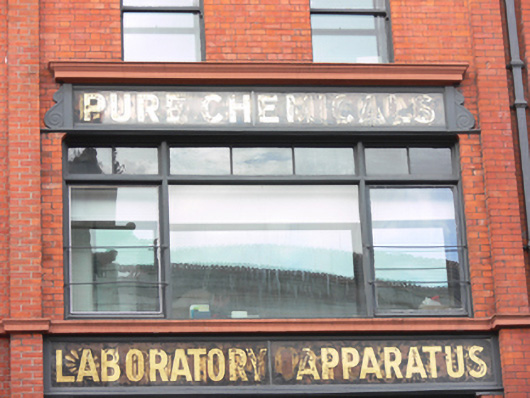 PURE CHEMICALS
LABORATORY APPARATUS